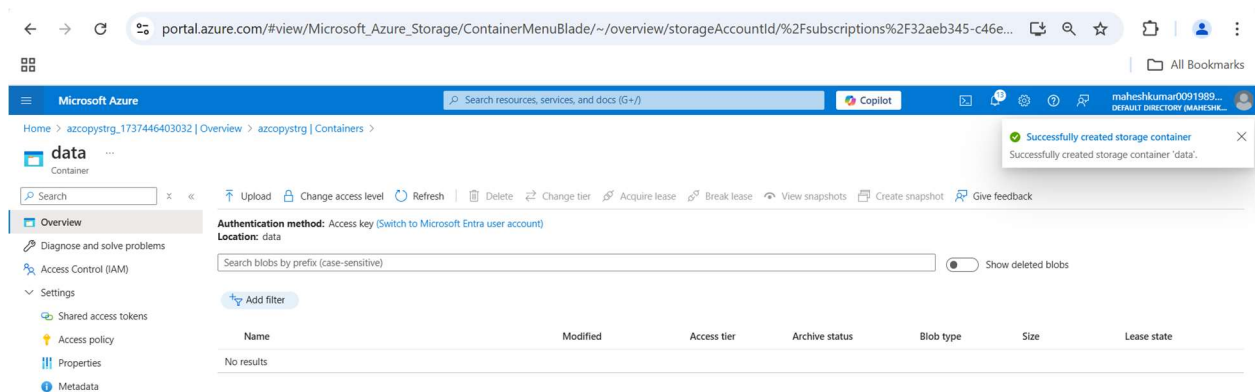 portal.azure.com/#view/Microsoft_Azure_Storage/ContainerMenuBlade/~/overview/storageAccountId/%2Fsubscriptions%2F32aeb345-c46e...
All Bookmarks
Microsoft Azure
Search resources, services, and docs (G+/)
Copilot
13
maheshkumar0091989...
DEFAULT DIRECTORY (MAHESHK...
Home > azcopystrg_1737446403032 | Overview > azcopystrg | Containers >
Successfully created storage container
Successfully created storage container 'data'.
data ...
Container
Search
Upload Change access level Refresh Delete Change tier Acquire lease Break lease View snapshots Create snapshot Give feedback
Overview
Diagnose and solve problems
Access Control (IAM)
Settings
Shared access tokens
Access policy
Properties
Metadata
Authentication method: Access key (Switch to Microsoft Entra user account)
Location: data
Search blobs by prefix (case-sensitive)
Show deleted blobs
Add filter
Name Modified Access tier Archive status Blob type Size Lease state
No results